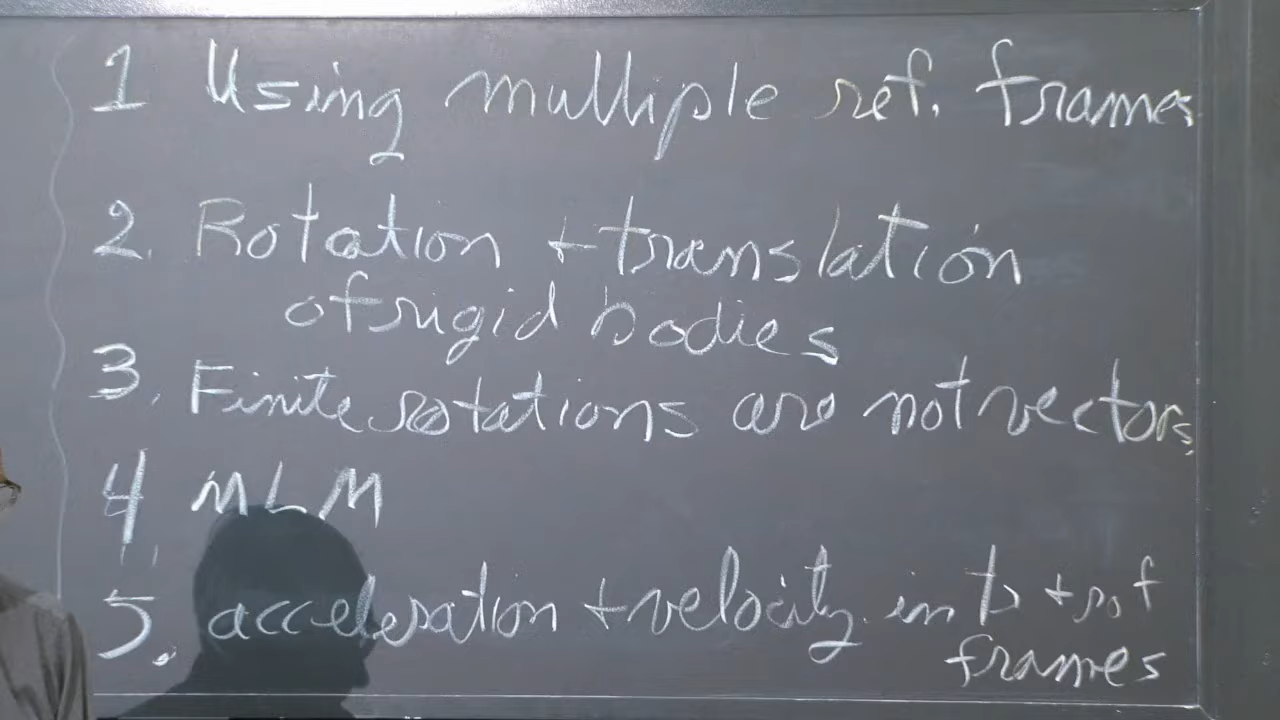 1 Using multiple ref. frames
2. Rotation + translation
of rigid bodies
3. Finite rotations are not vectors.
4 MLM
5. acceleration + velocity in + rot
frames